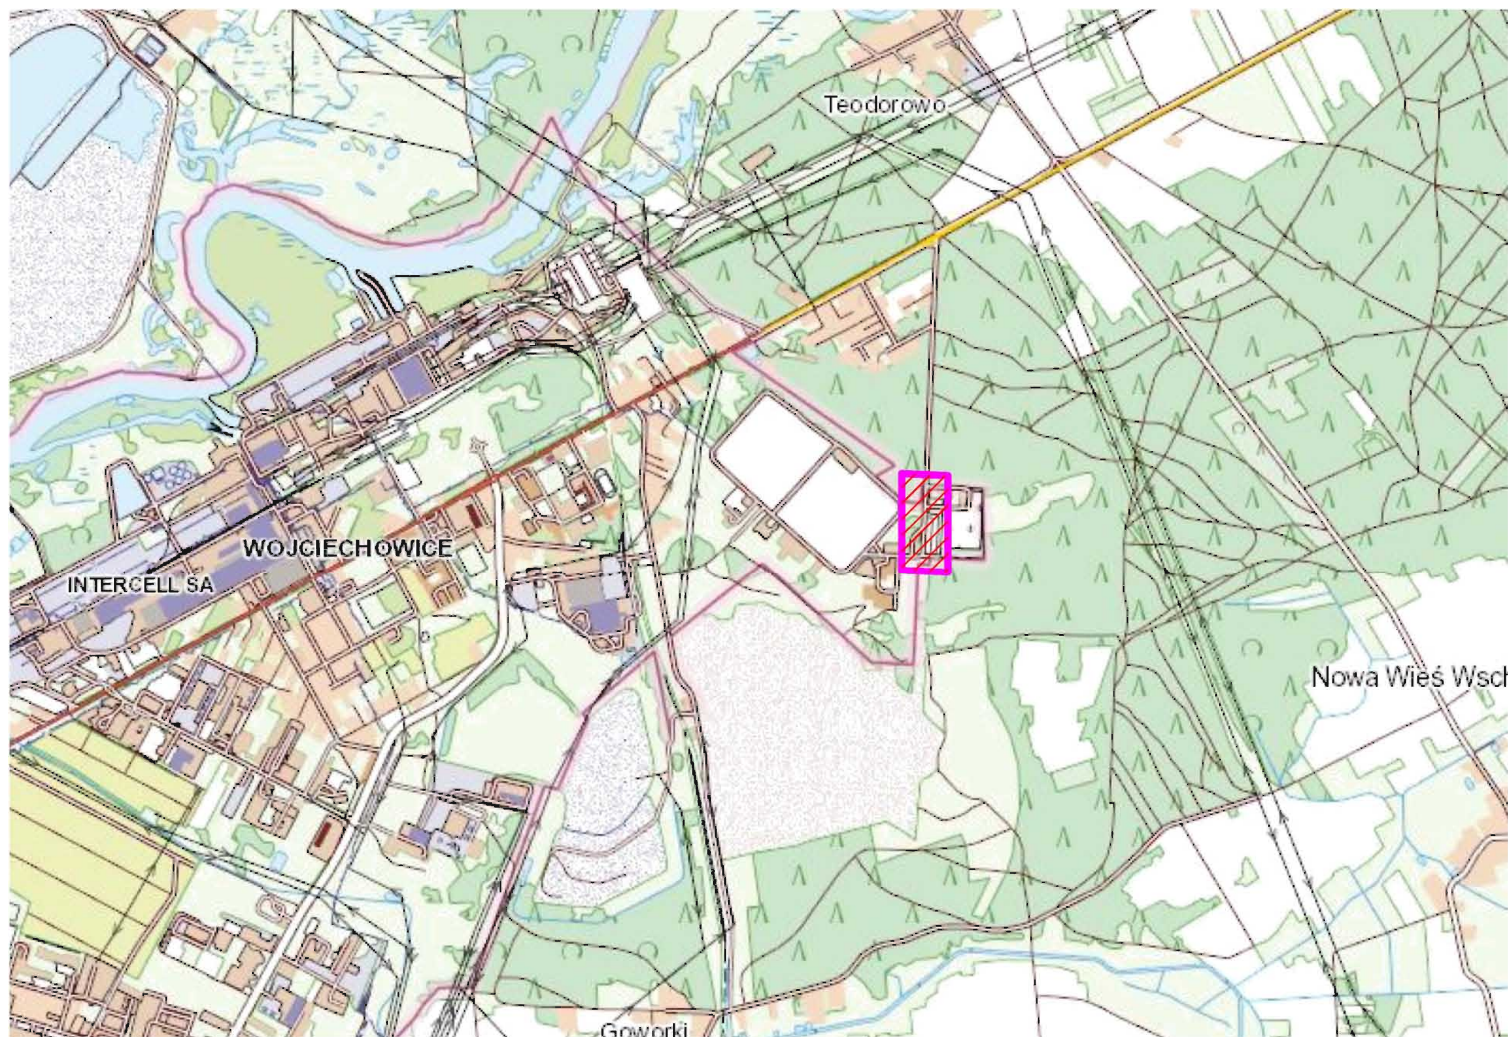 Teodorowo
WOJCIECHOWICE
INTERCELL SA
Nowa Wieś Wsch
Goworki